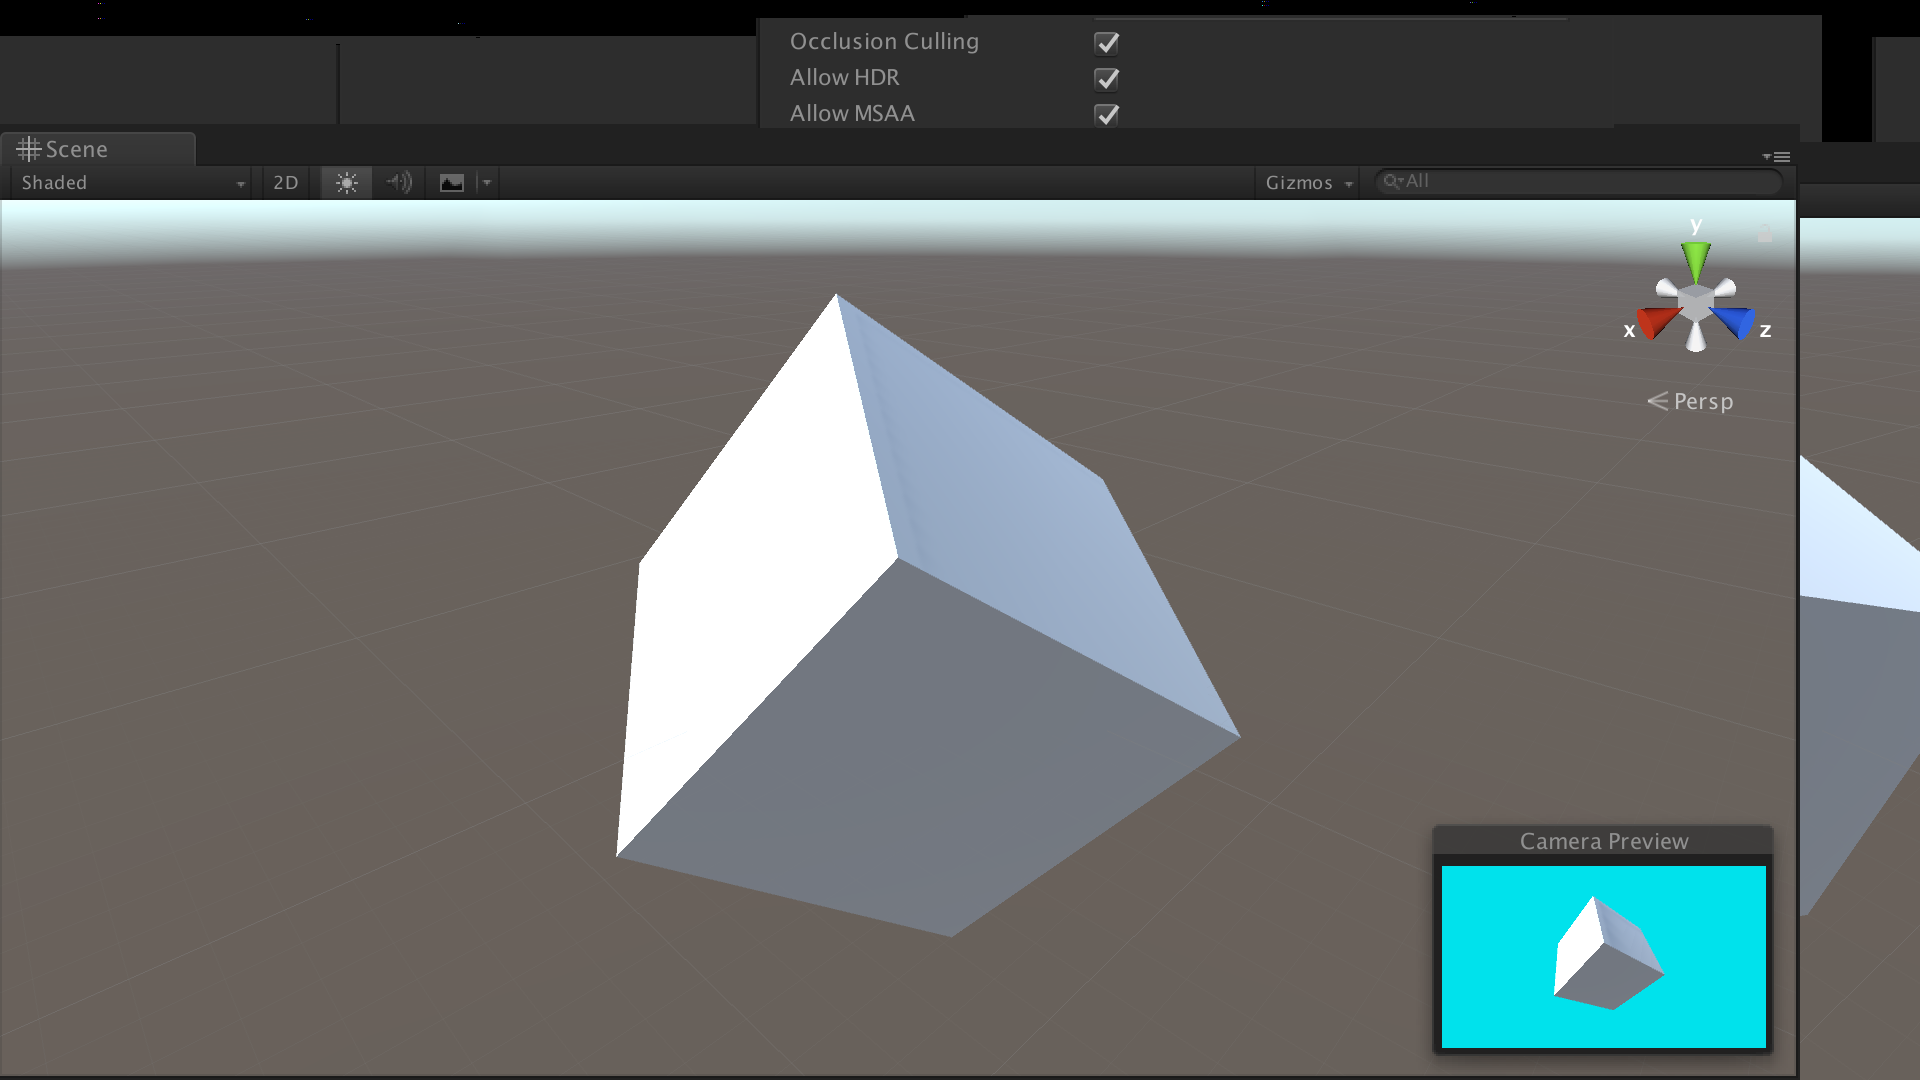 Occlusion Culling
Allow HDR
Allow MSAA
Scene
Shaded
2D
Gizmos
All
y
x
z
Persp
Camera Preview